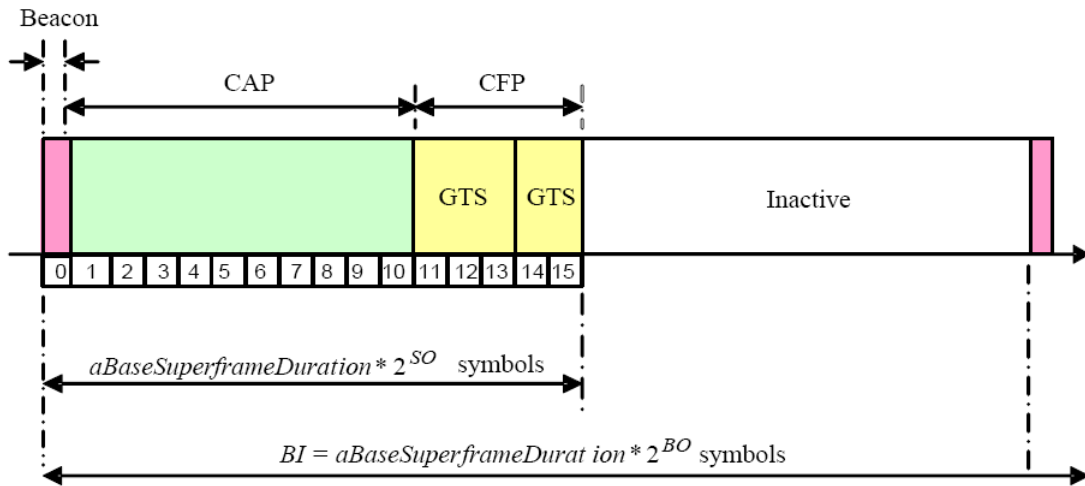 Beacon
CAP
CFP
GTS
GTS
Inactive
0 1 2 3 4 5 6 7 8 9 10 11 12 13 14 15
aBaseSuperframeDuration * 2^SO symbols
BI = aBaseSuperframeDurat ion * 2^BO symbols